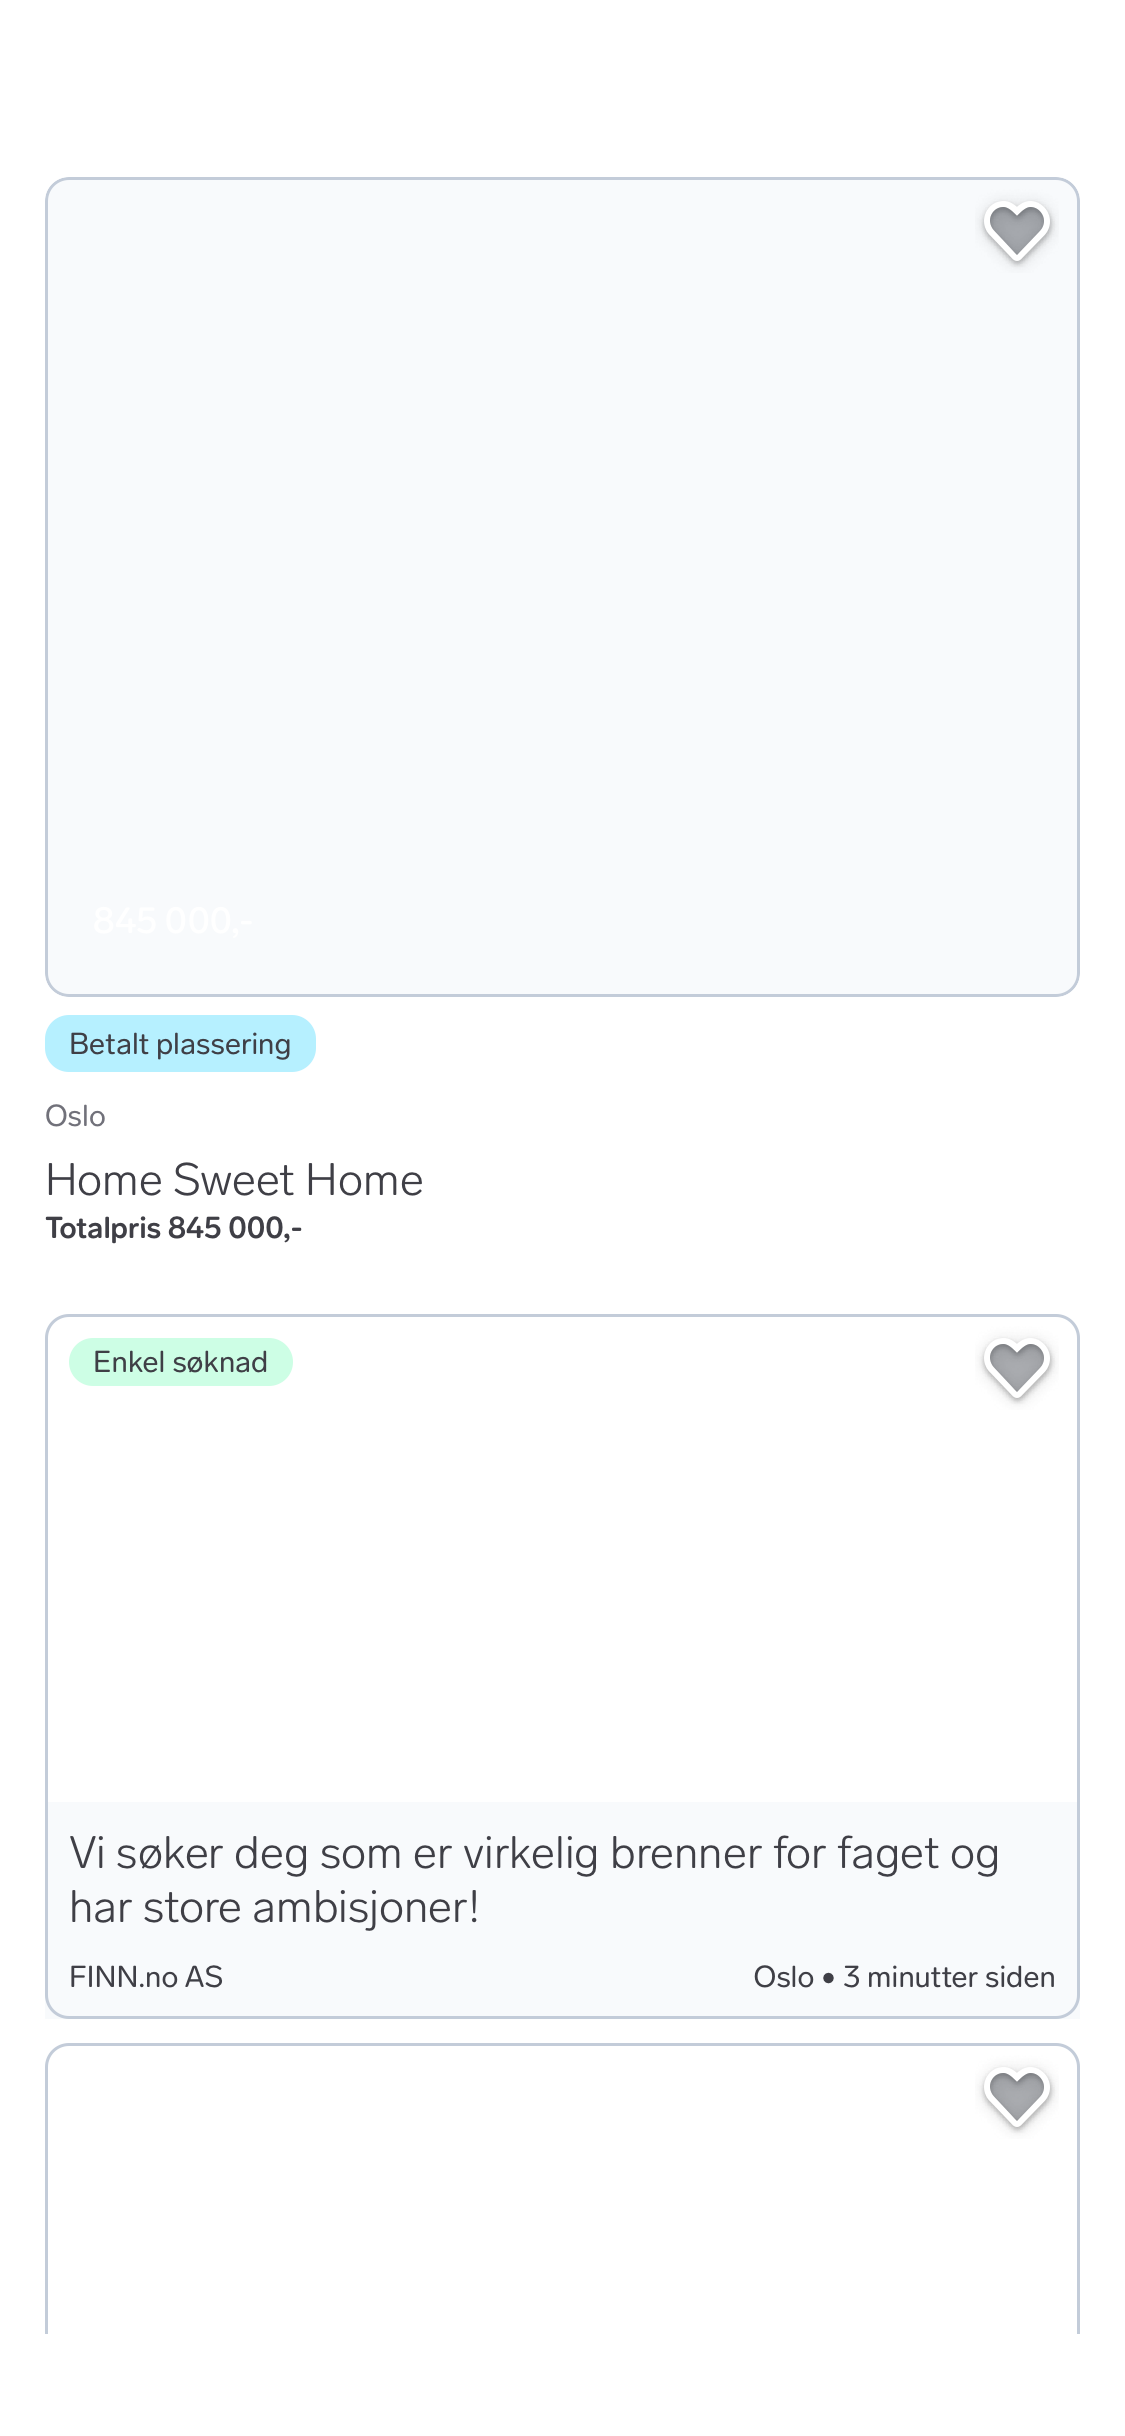 845 000,-
Betalt plassering
Oslo
Home Sweet Home
Totalpris 845 000,-
Enkel søknad
Vi søker deg som er virkelig brenner for faget og
har store ambisjoner!
FINN.no AS
Oslo • 3 minutter siden